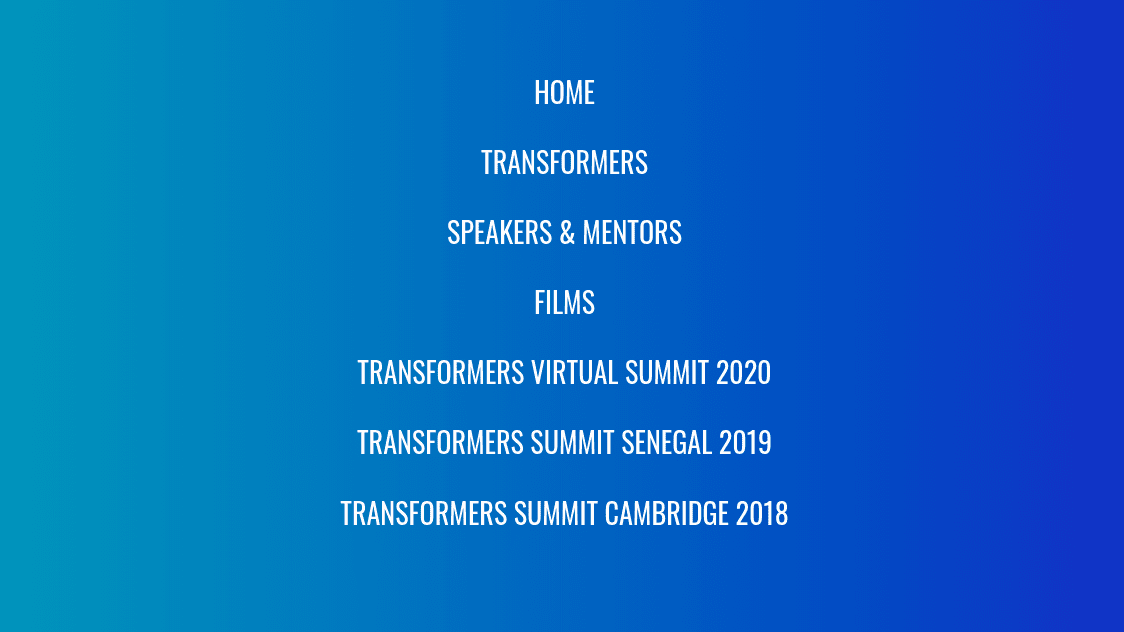 HOME
TRANSFORMERS
SPEAKERS & MENTORS
FILMS
TRANSFORMERS VIRTUAL SUMMIT 2020
TRANSFORMERS SUMMIT SENEGAL 2019
TRANSFORMERS SUMMIT CAMBRIDGE 2018